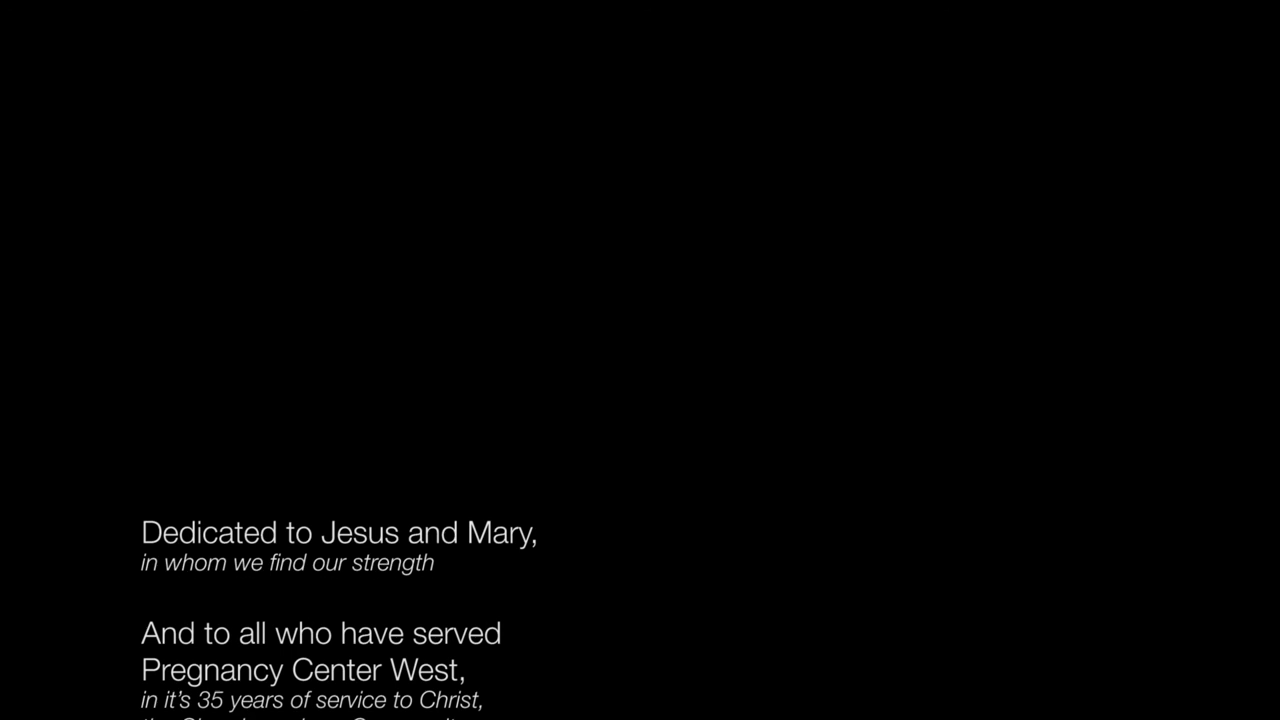 Dedicated to Jesus and Mary,
in whom we find our strength
And to all who have served
Pregnancy Center West,
in it's 35 years of service to Christ,